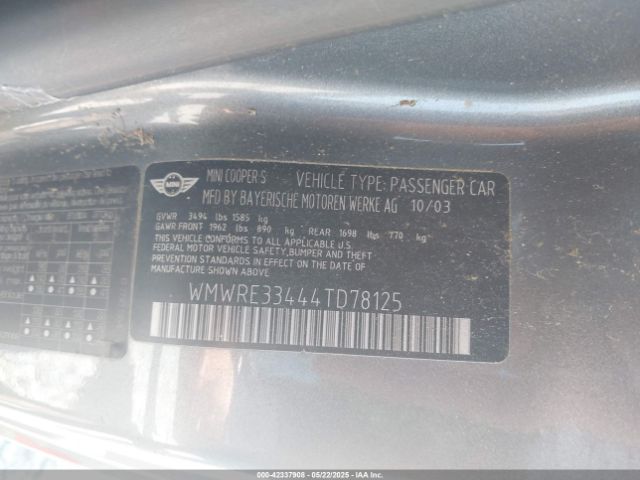 MINI
MINI COOPER S VEHICLE TYPE: PASSENGER CAR
MFD BY BAYERISCHE MOTOREN WERKE AG 10/03
GVWR 3494 lbs 1585 kg
GAWR FRONT 1962 lbs 890 kg REAR 1698 lbs 770 kg
THIS VEHICLE CONFORMS TO ALL APPLICABLE U.S.
FEDERAL MOTOR VEHICLE SAFETY, BUMPER AND THEFT
PREVENTION STANDARDS IN EFFECT ON THE DATE OF
MANUFACTURE SHOWN ABOVE.
WMWRE33444TD78125
000-42337908 - 05/22/2025 - IAAI.COM